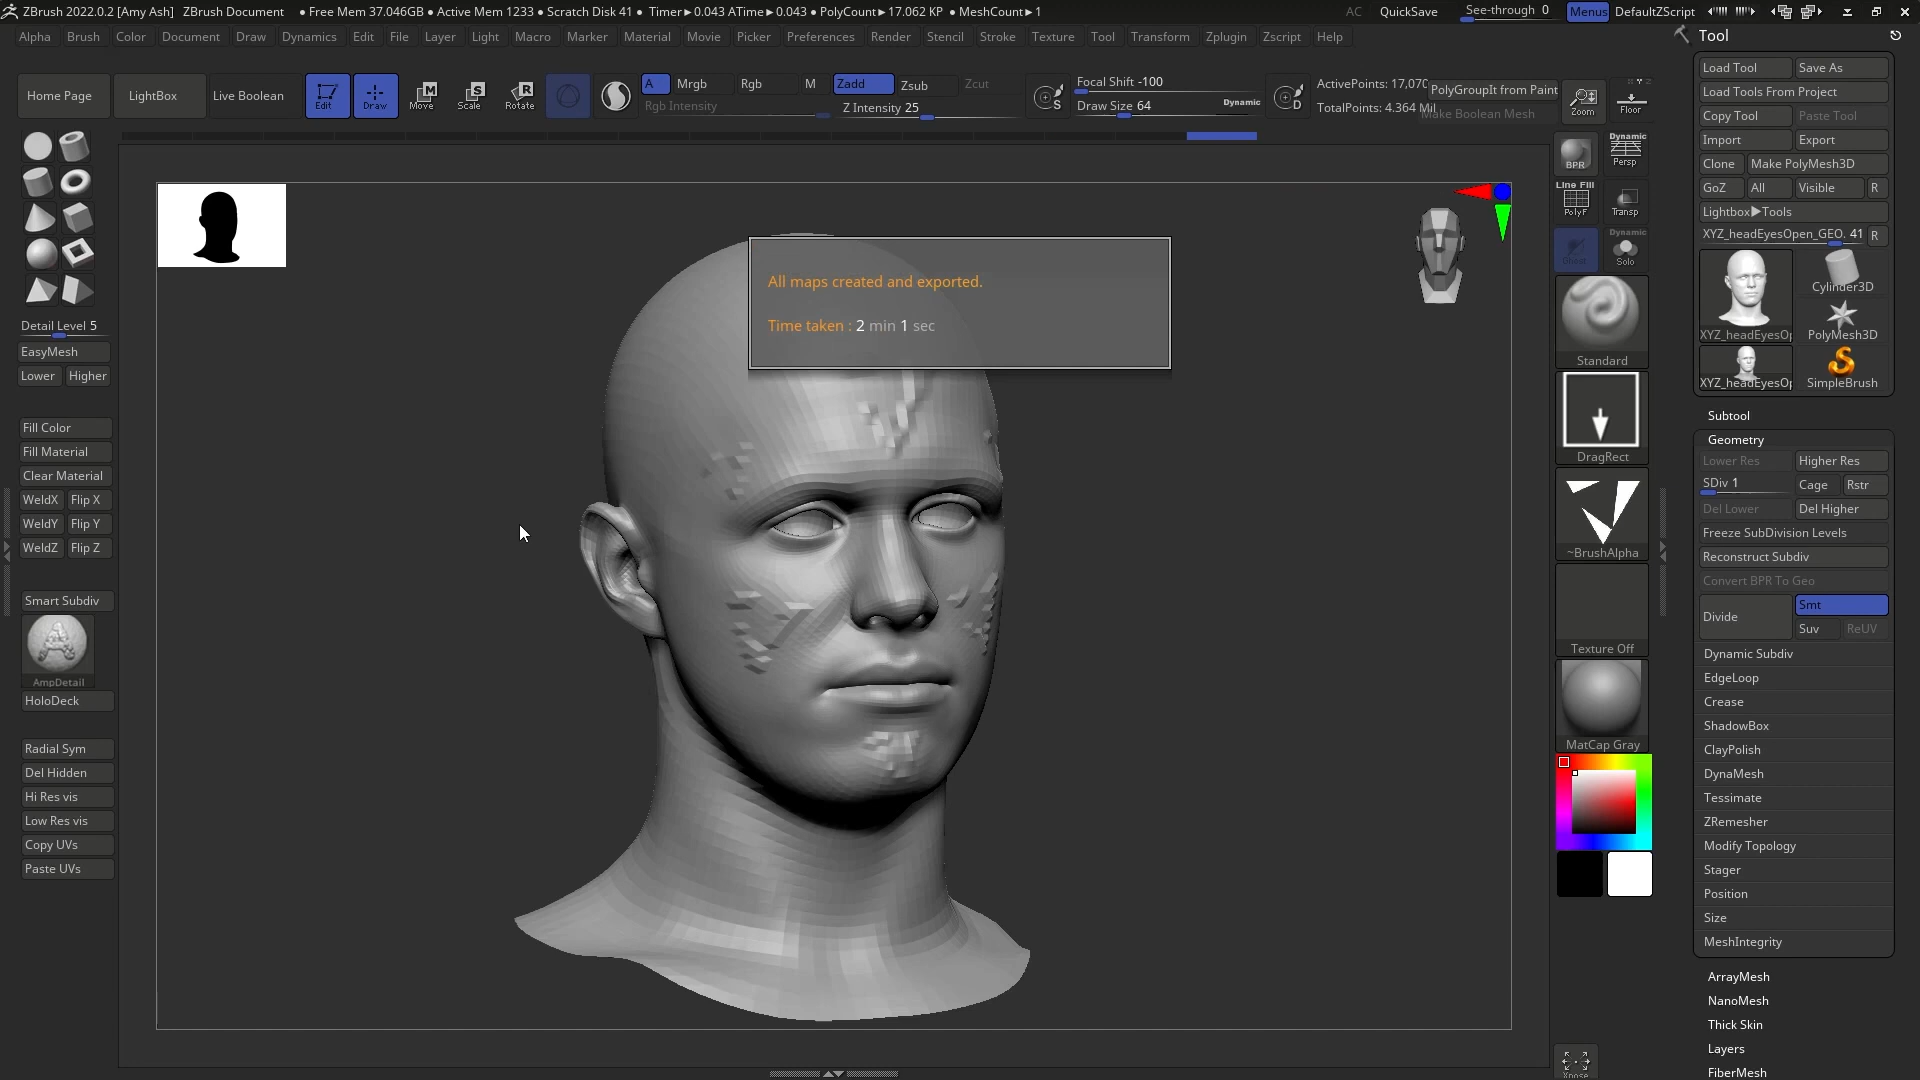 ZBrush 2022.0.2 [Amy Ash] ZBrush Document ● Free Mem 37.046GB ● Active Mem 1233 ● Scratch Disk 41 ● Timer►0.043 ATime►0.043 ● PolyCount►17.062 KP ● MeshCount►1 AC QuickSave See-through 0 Menus DefaultZScript
Alpha Brush Color Document Draw Dynamics Edit File Layer Light Macro Marker Material Movie Picker Preferences Render Stencil Stroke Texture Tool Transform Zplugin Zscript Help
Home Page LightBox Live Boolean Edit Draw Move Scale Rotate
A Mrgb Rgb M Zadd Zsub Zcut
Rgb Intensity Z Intensity 25
Focal Shift -100
Draw Size 64 Dynamic
ActivePoints: 17,070
TotalPoints: 4.364 Mil
PolyGroupIt from Paint
Make Boolean Mesh
Zoom Floor
Detail Level 5
EasyMesh
Lower Higher
Fill Color
Fill Material
Clear Material
WeldX Flip X
WeldY Flip Y
WeldZ Flip Z
Smart Subdiv
A
AmpDetail
HoloDeck
Radial Sym
Del Hidden
Hi Res vis
Low Res vis
Copy UVs
Paste UVs
All maps created and exported.
Time taken : 2 min 1 sec
BPR
Dynamic
Persp
Line Fill
PolyF
Transp
Ghost
Dynamic
Solo
Standard
DragRect
~BrushAlpha
Texture Off
MatCap Gray
Xpose
Tool
Load Tool Save As
Load Tools From Project
Copy Tool Paste Tool
Import Export
Clone Make PolyMesh3D
GoZ All Visible R
Lightbox►Tools
XYZ_headEyesOpen_GEO. 41 R
XYZ_headEyesOp
Cylinder3D
PolyMesh3D
XYZ_headEyesOp
SimpleBrush
Subtool
Geometry
Lower Res Higher Res
SDiv 1 Cage Rstr
Del Lower Del Higher
Freeze SubDivision Levels
Reconstruct Subdiv
Convert BPR To Geo
Divide Smt
Suv ReUV
Dynamic Subdiv
EdgeLoop
Crease
ShadowBox
ClayPolish
DynaMesh
Tessimate
ZRemesher
Modify Topology
Stager
Position
Size
MeshIntegrity
ArrayMesh
NanoMesh
Thick Skin
Layers
FiberMesh